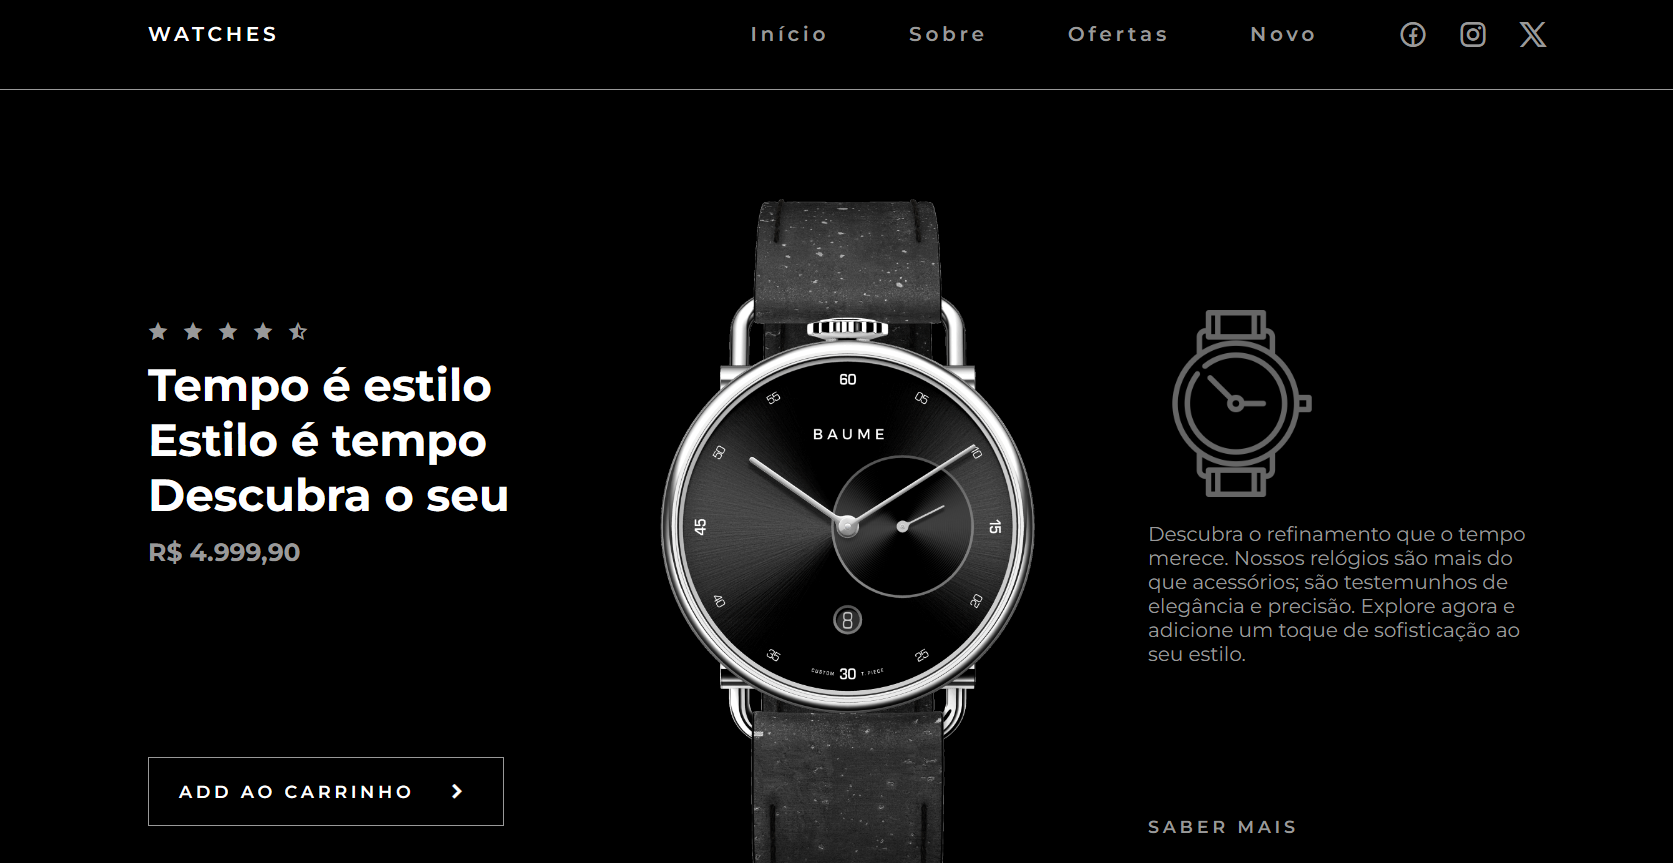 WATCHES
Início Sobre Ofertas Novo
Tempo é estilo
Estilo é tempo
Descubra o seu
R$ 4.999,90
ADD AO CARRINHO
60
05
10
15
20
25
30
35
40
45
50
55
BAUME
8
CUSTOM T. PIECE
Descubra o refinamento que o tempo
merece. Nossos relógios são mais do
que acessórios; são testemunhos de
elegância e precisão. Explore agora e
adicione um toque de sofisticação ao
seu estilo.
SABER MAIS